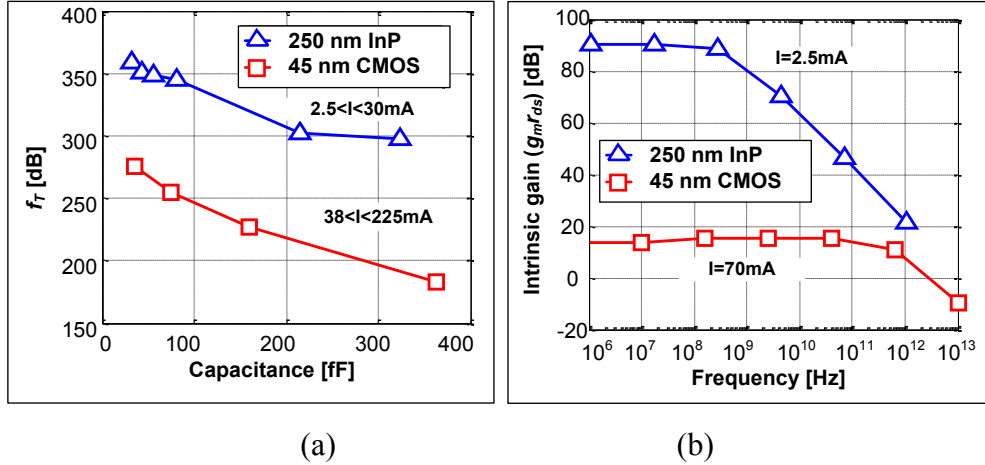 400
350
300
250
200
150
f_T [dB]
250 nm InP
45 nm CMOS
2.5<I<30mA
38<I<225mA
0 100 200 300 400
Capacitance [fF]
(a)
100
80
60
40
20
0
-20
Intrinsic gain (g_m r_ds) [dB]
I=2.5mA
250 nm InP
45 nm CMOS
I=70mA
10^6 10^7 10^8 10^9 10^10 10^11 10^12 10^13
Frequency [Hz]
(b)